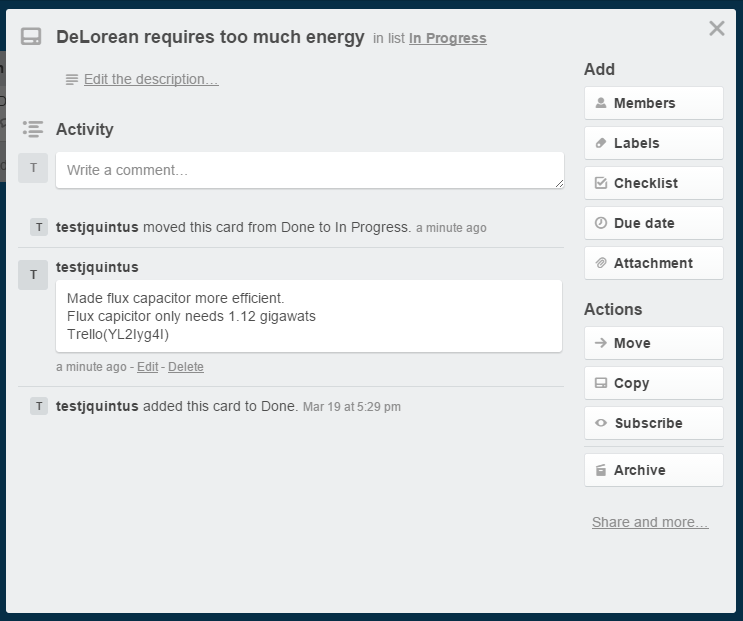 DeLorean requires too much energy in list In Progress
Edit the description…
Activity
T
Write a comment…
T testjquintus moved this card from Done to In Progress. a minute ago
T testjquintus
Made flux capacitor more efficient.
Flux capicitor only needs 1.12 gigawats
Trello(YL2Iyg4I)
a minute ago - Edit - Delete
T testjquintus added this card to Done. Mar 19 at 5:29 pm
Add
Members
Labels
Checklist
Due date
Attachment
Actions
Move
Copy
Subscribe
Archive
Share and more…